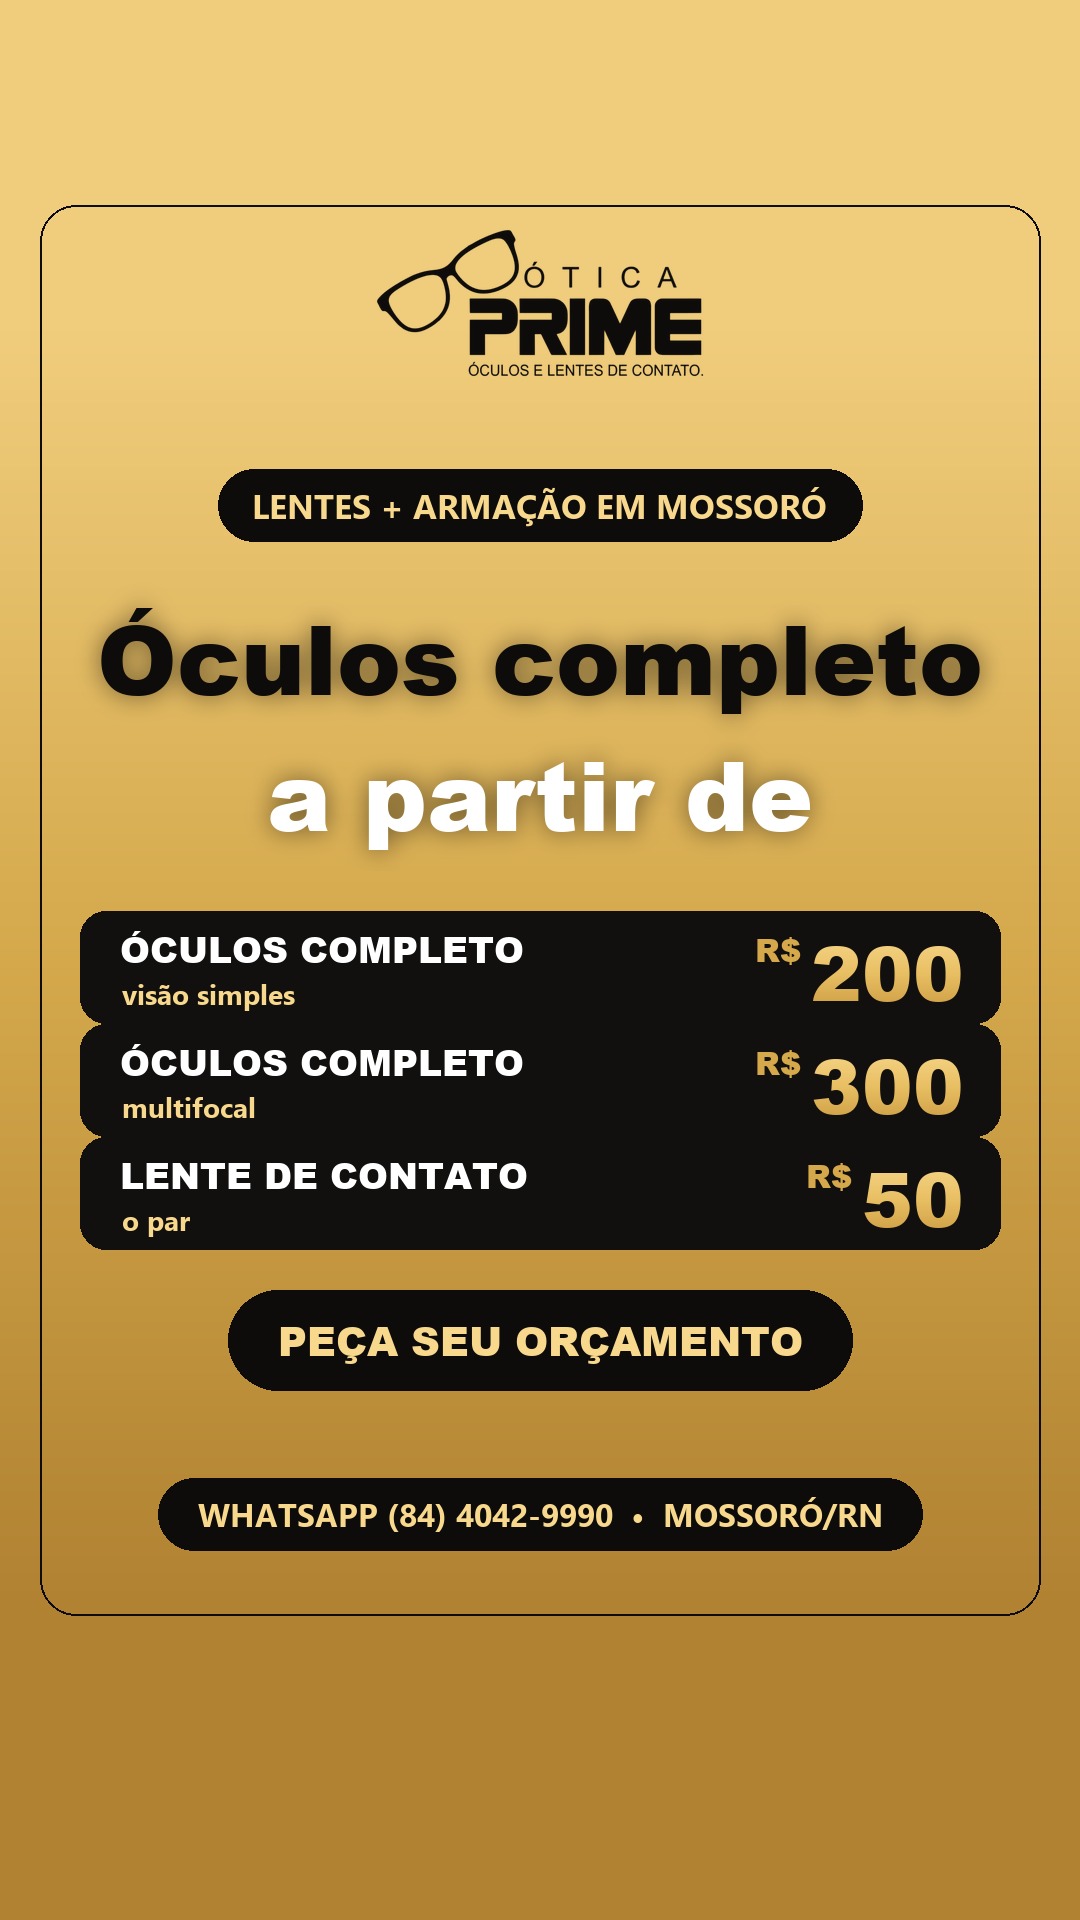 ÓTICA
PRIME
ÓCULOS E LENTES DE CONTATO.
LENTES + ARMAÇÃO EM MOSSORÓ
Óculos completo
a partir de
ÓCULOS COMPLETO R$ 200
visão simples
ÓCULOS COMPLETO R$ 300
multifocal
LENTE DE CONTATO R$ 50
o par
PEÇA SEU ORÇAMENTO
WHATSAPP (84) 4042-9990 • MOSSORÓ/RN